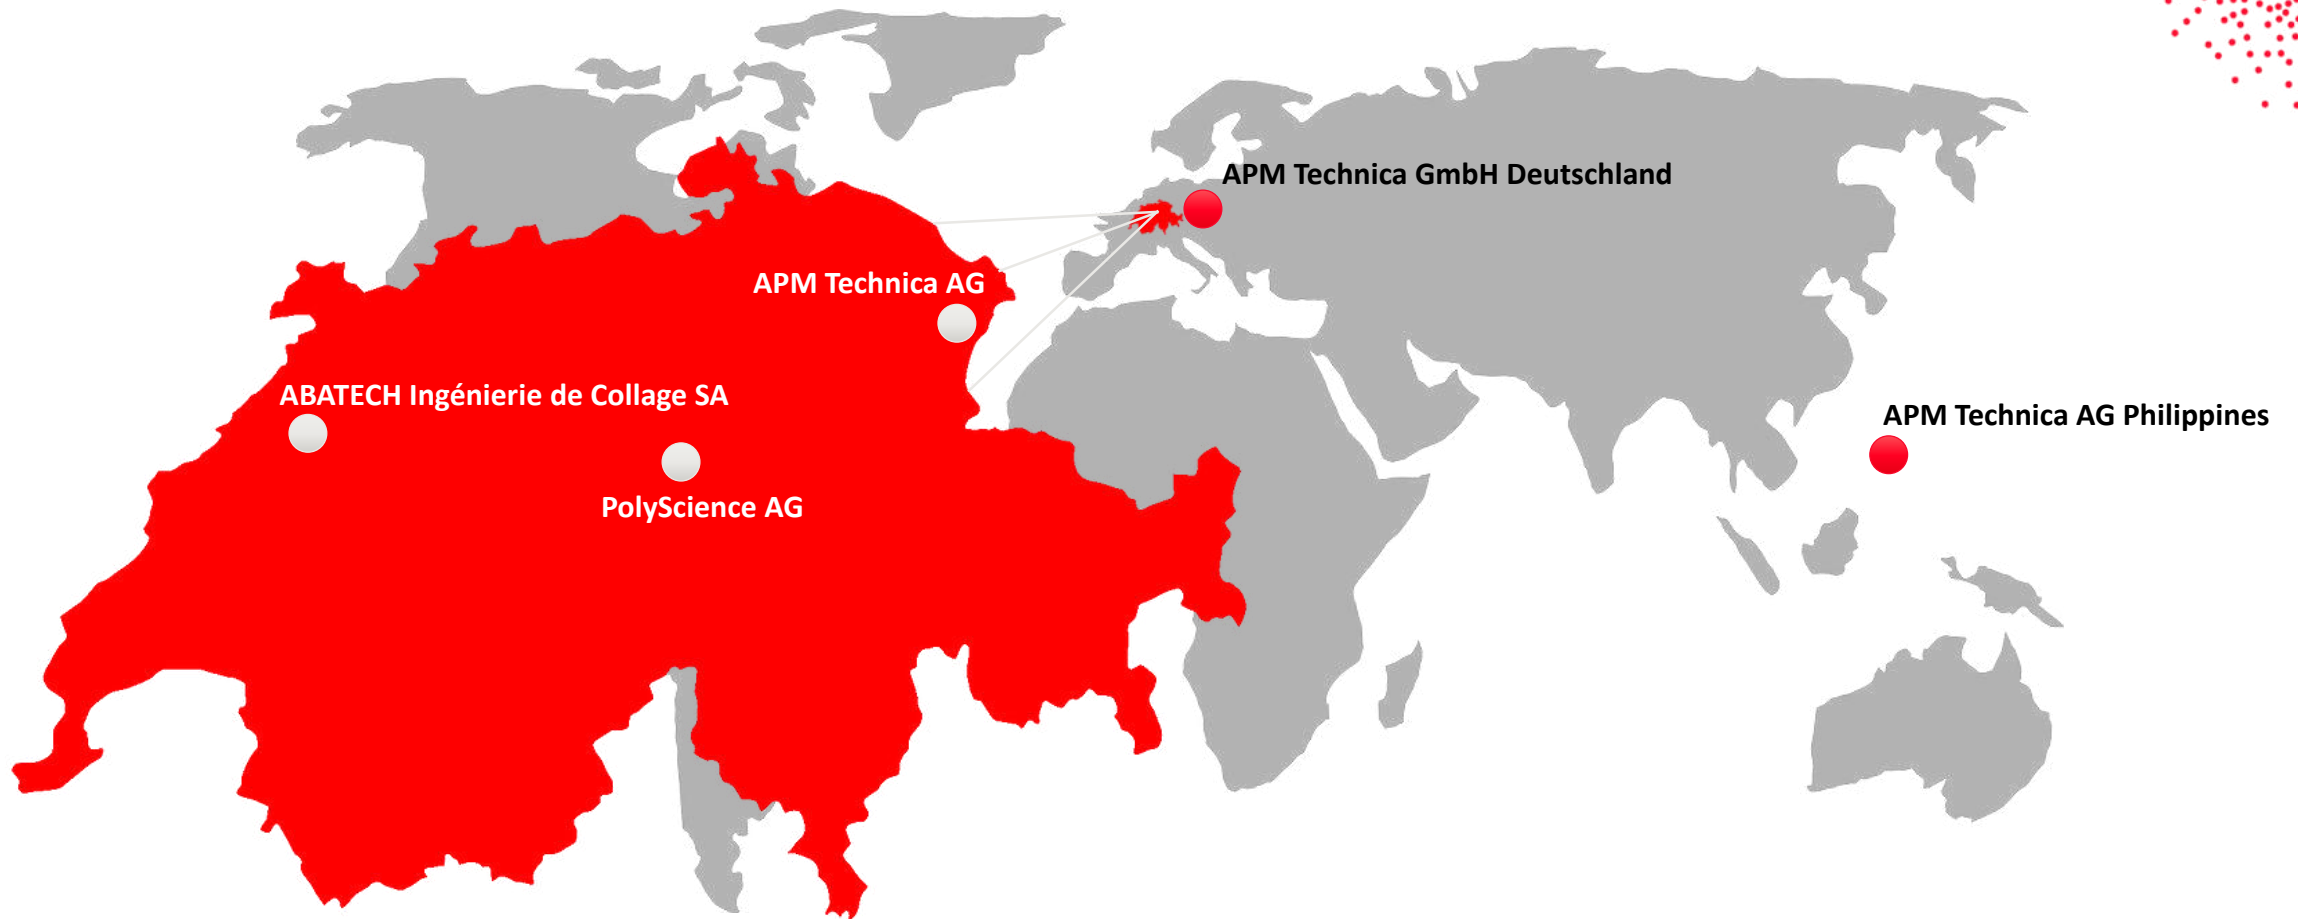 APM Technica GmbH Deutschland
APM Technica AG
ABATECH Ingénierie de Collage SA
APM Technica AG Philippines
PolyScience AG